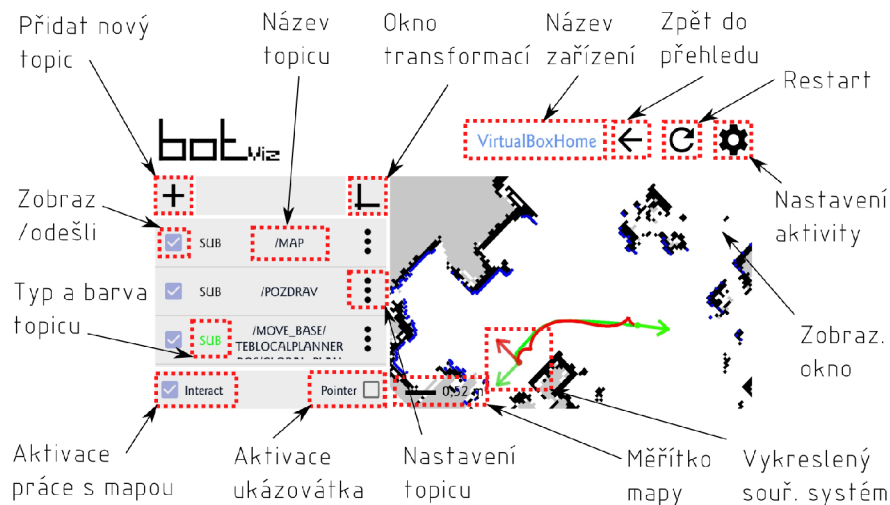 Přidat nový
topic
Název
topicu
Okno
transformací
Název
zařízení
Zpět do
přehledu
Restart
botviz
VirtualBoxHome
Zobraz
/odešli
Nastavení
aktivity
SUB
/MAP
SUB
/POZDRAV
Typ a barva
topicu
SUB
/MOVE_BASE/
TEBLOCALPLANNER
Zobraz.
okno
Interact
Pointer
0,52 m
Aktivace
práce s mapou
Aktivace
ukázovátka
Nastavení
topicu
Měřítko
mapy
Vykreslený
souř. systém